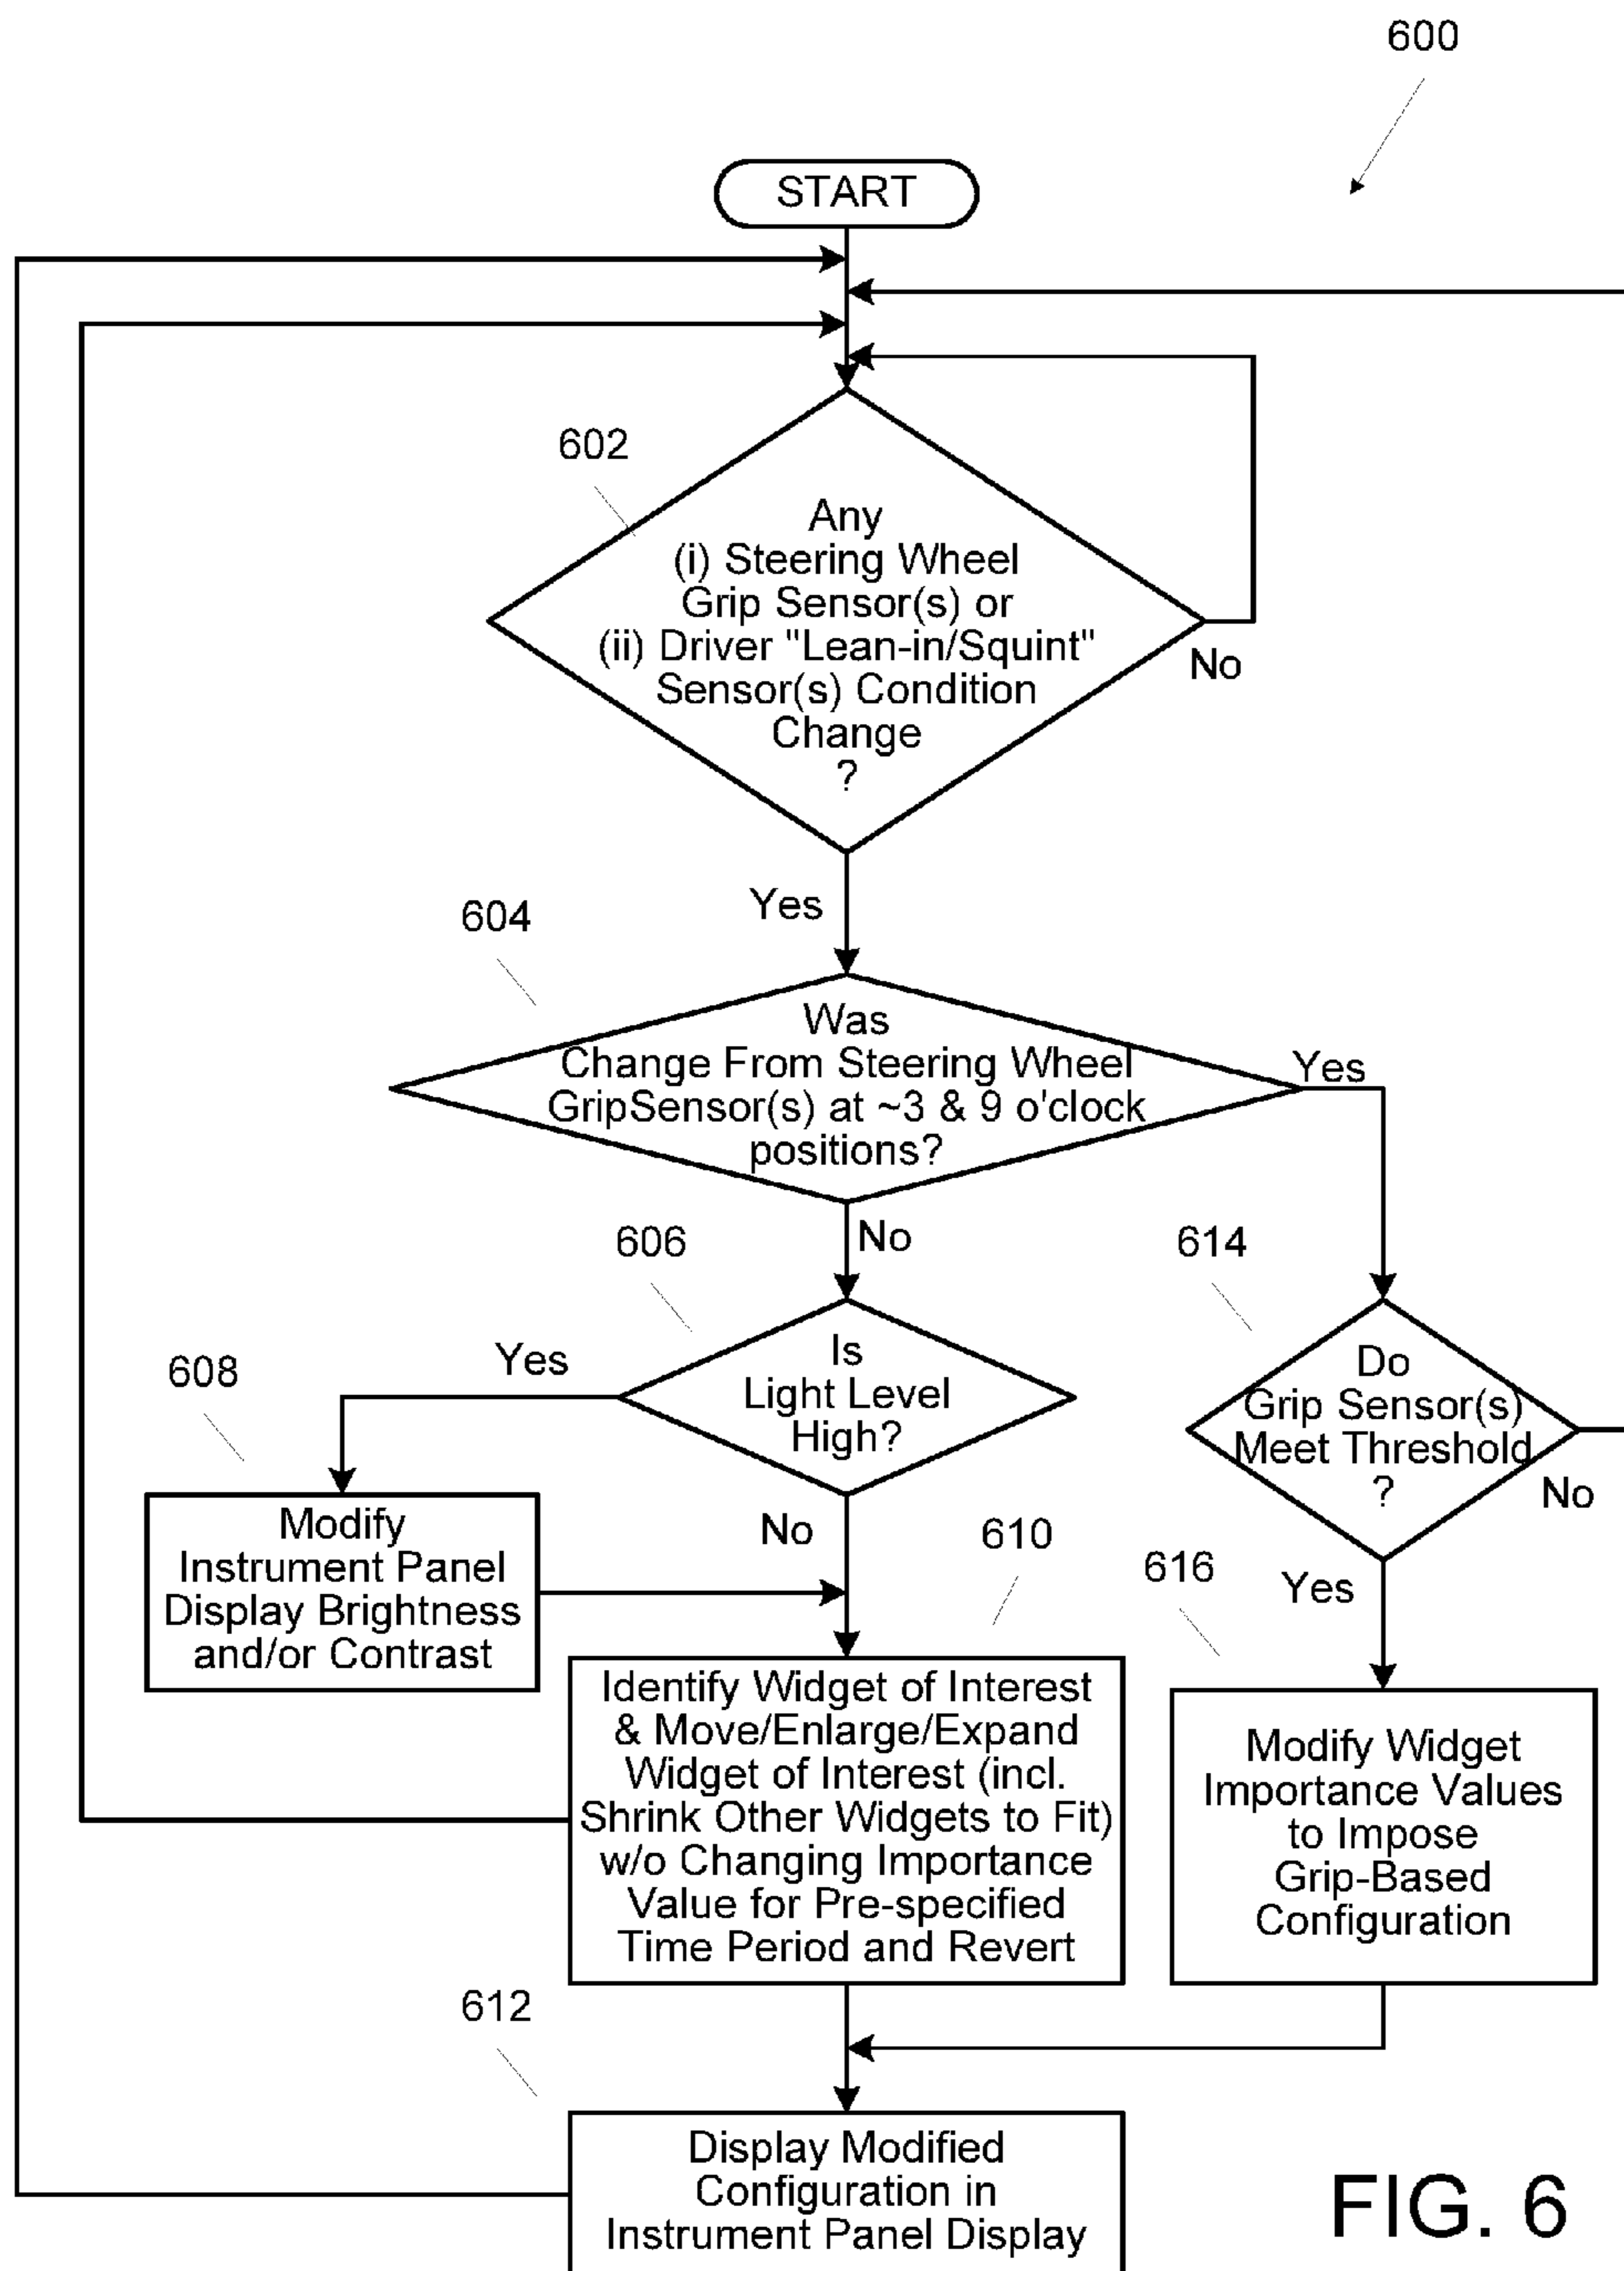 600
START
602
Any
(i) Steering Wheel
Grip Sensor(s) or
(ii) Driver "Lean-in/Squint"
Sensor(s) Condition
Change
?
No
Yes
604
Was
Change From Steering Wheel
GripSensor(s) at ~3 & 9 o'clock
positions?
Yes
No
606
614
Is
Light Level
High?
Yes
608
Do
Grip Sensor(s)
Meet Threshold
?
No
Modify
Instrument Panel
Display Brightness
and/or Contrast
No
610
616
Yes
Identify Widget of Interest
& Move/Enlarge/Expand
Widget of Interest (incl.
Shrink Other Widgets to Fit)
w/o Changing Importance
Value for Pre-specified
Time Period and Revert
Modify Widget
Importance Values
to Impose
Grip-Based
Configuration
612
Display Modified
Configuration in
Instrument Panel Display
FIG. 6